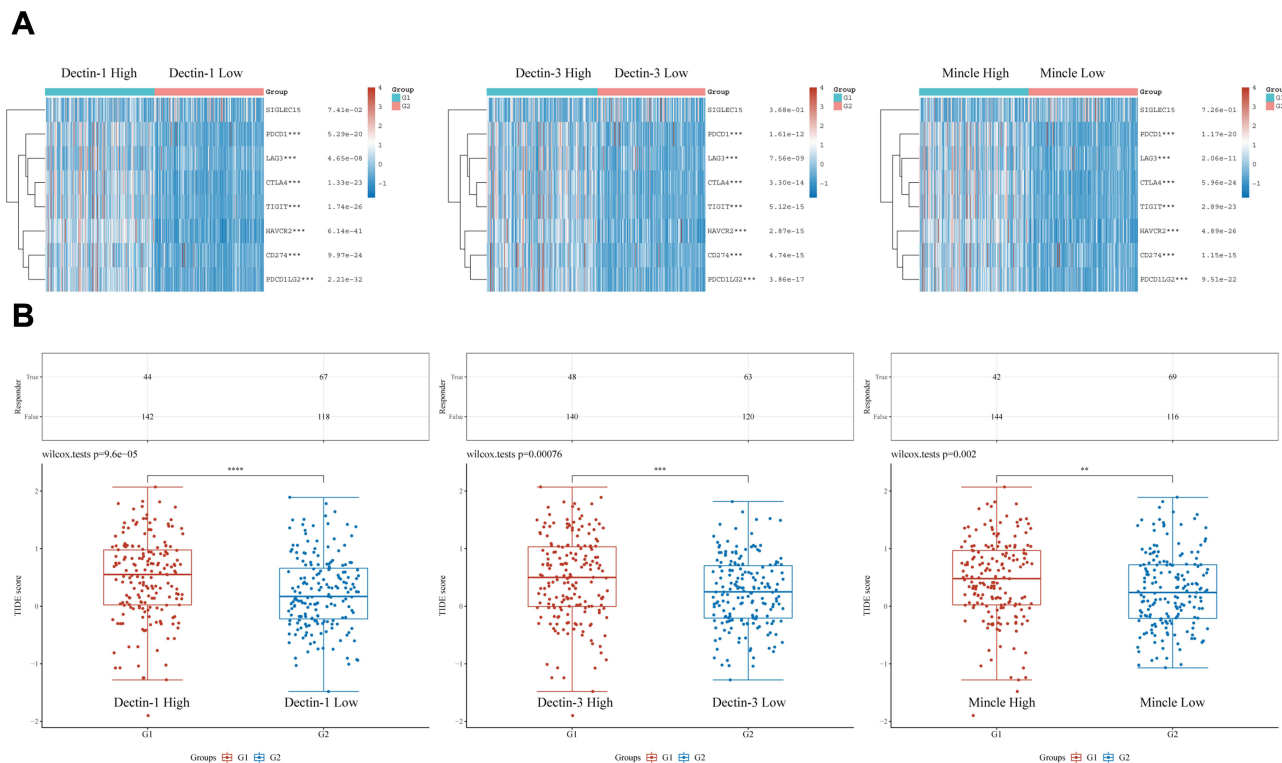 A
Dectin-1 High Dectin-1 Low
Group
SIGLEC15 7.41e-02
PDCD1*** 5.29e-20
LAG3*** 4.65e-08
CTLA4*** 1.33e-23
TIGIT*** 1.74e-26
HAVCR2*** 6.14e-41
CD274*** 9.97e-24
PDCD1LG2*** 2.21e-32
4
3
2
1
0
−1
Group
G1
G2
Dectin-3 High Dectin-3 Low
Group
SIGLEC15 3.68e-01
PDCD1*** 1.61e-12
LAG3*** 7.56e-09
CTLA4*** 3.30e-14
TIGIT*** 5.12e-15
HAVCR2*** 2.87e-15
CD274*** 4.74e-15
PDCD1LG2*** 3.86e-17
4
3
2
1
0
−1
Group
G1
G2
Mincle High Mincle Low
Group
SIGLEC15 7.26e-01
PDCD1*** 1.17e-20
LAG3*** 2.06e-11
CTLA4*** 5.96e-24
TIGIT*** 2.89e-23
HAVCR2*** 4.89e-26
CD274*** 1.15e-15
PDCD1LG2*** 9.51e-22
4
3
2
1
0
−1
Group
G1
G2
B
Responder
True 44 67
False 142 118
wilcox.tests p=9.6e−05
****
TIDE score
2
1
0
−1
−2
Dectin-1 High Dectin-1 Low
G1 G2
Groups G1 G2
Responder
True 48 63
False 140 120
wilcox.tests p=0.00076
***
TIDE score
2
1
0
−1
−2
Dectin-3 High Dectin-3 Low
G1 G2
Groups G1 G2
Responder
True 42 69
False 144 116
wilcox.tests p=0.002
**
TIDE score
2
1
0
−1
−2
Mincle High Mincle Low
G1 G2
Groups G1 G2